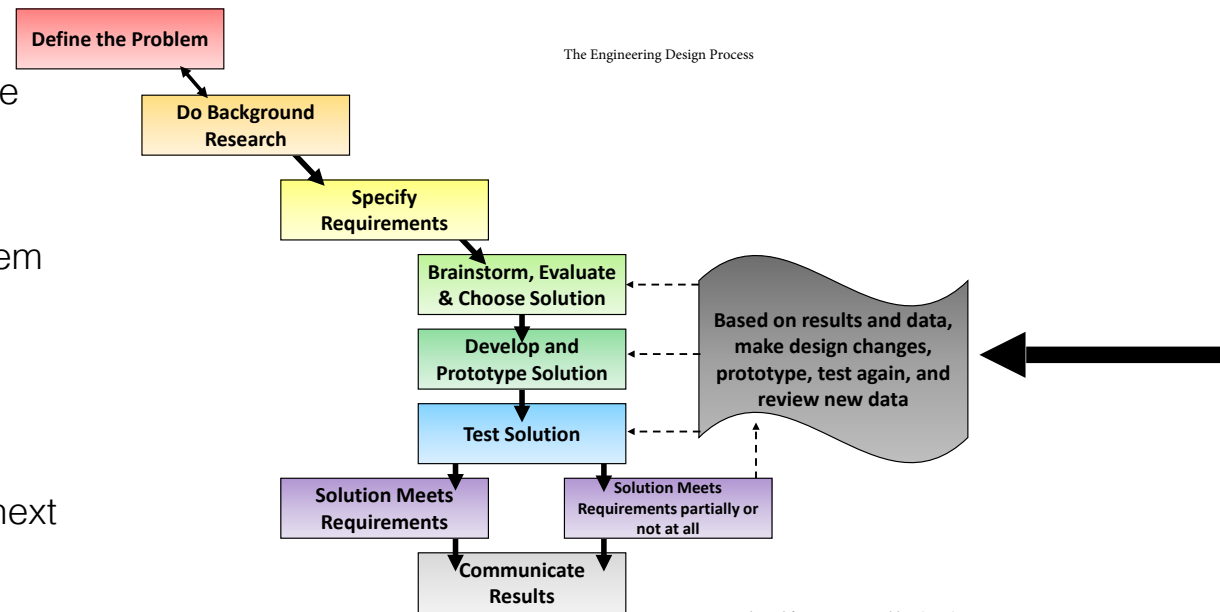 Define the Problem
The Engineering Design Process
e
Do Background
Research
Specify
Requirements
em
Brainstorm, Evaluate
& Choose Solution
Based on results and data,
make design changes,
prototype, test again, and
review new data
Develop and
Prototype Solution
Test Solution
Solution Meets
Requirements
Solution Meets
Requirements partially or
not at all
next
Communicate
Results